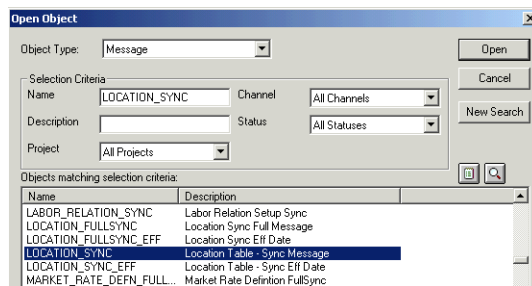 Open Object
Object Type: Message Open
Selection Criteria Cancel
Name LOCATION_SYNC Channel All Channels New Search
Description Status All Statuses
Project All Projects
Objects matching selection criteria:
Name Description
LABOR_RELATION_SYNC Labor Relation Setup Sync
LOCATION_FULLSYNC Location Sync Full Message
LOCATION_FULLSYNC_EFF Location Sync Eff Date
LOCATION_SYNC Location Table - Sync Message
LOCATION_SYNC_EFF Location Table - Sync Eff Date
MARKET_RATE_DEFN_FULL... Market Rate Defintion FullSync